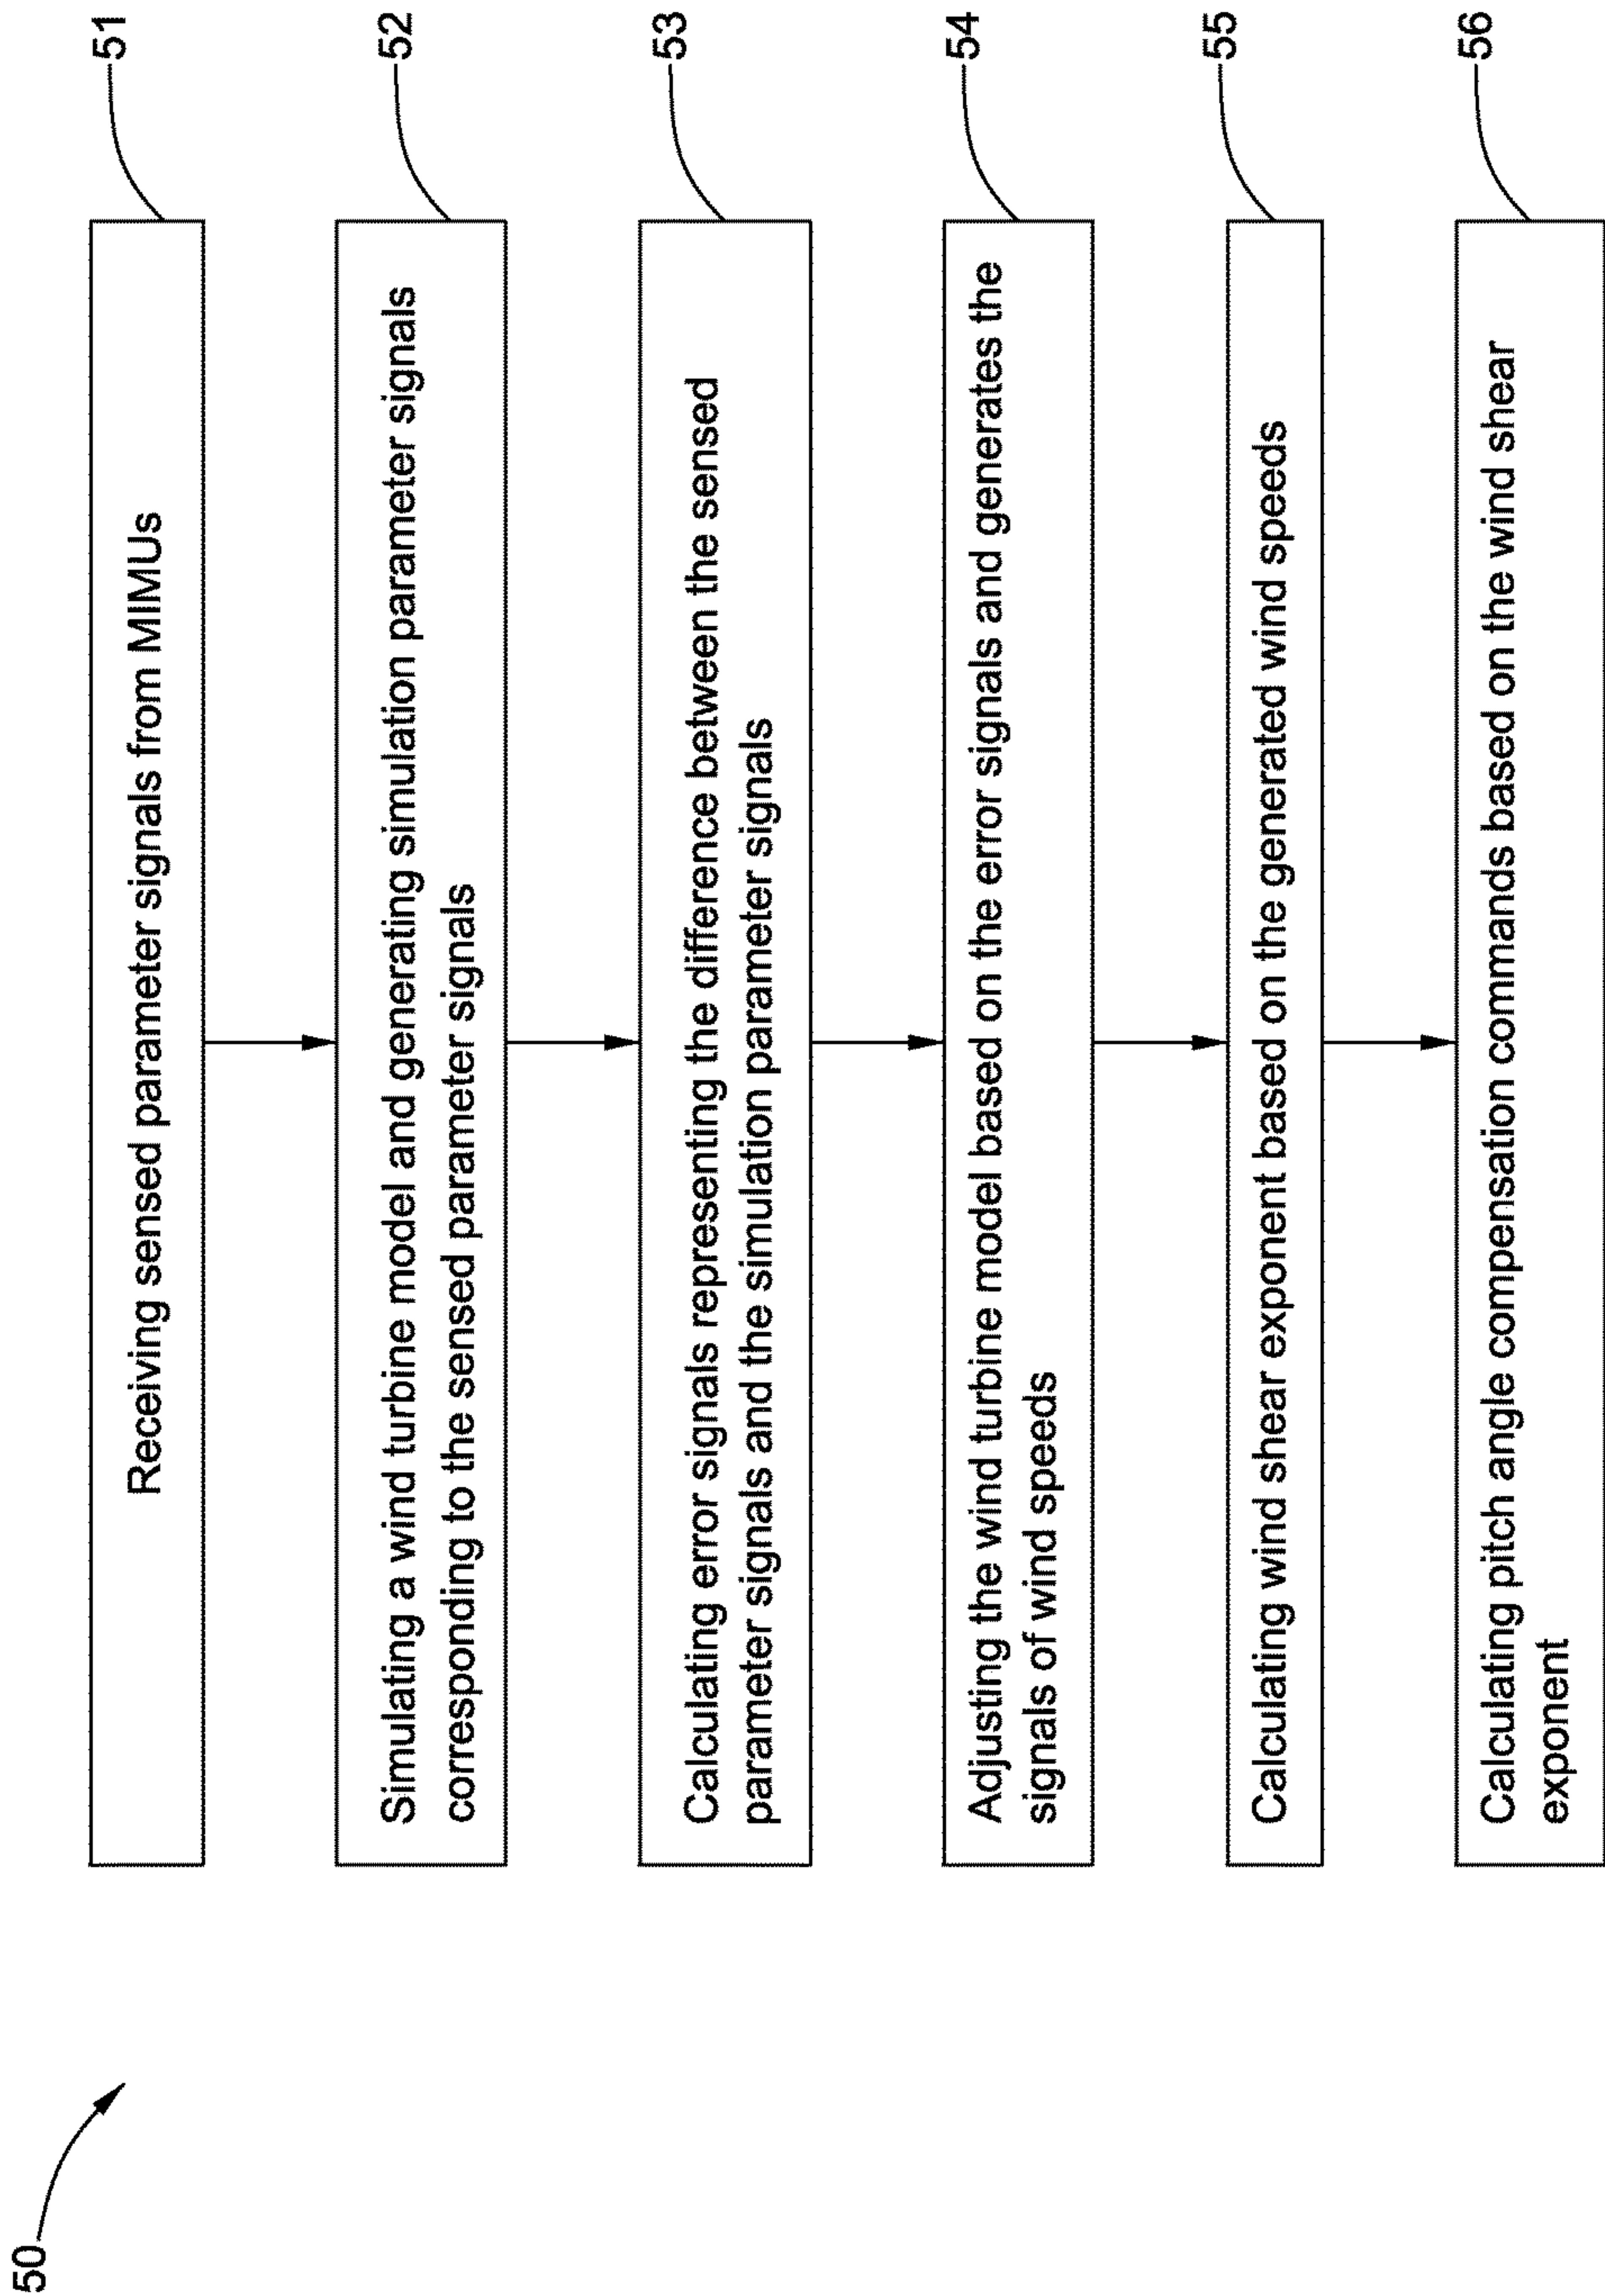 50
51
Receiving sensed parameter signals from MIMUs
52
Simulating a wind turbine model and generating simulation parameter signals
corresponding to the sensed parameter signals
53
Calculating error signals representing the difference between the sensed
parameter signals and the simulation parameter signals
54
Adjusting the wind turbine model based on the error signals and generates the
signals of wind speeds
55
Calculating wind shear exponent based on the generated wind speeds
56
Calculating pitch angle compensation commands based on the wind shear
exponent